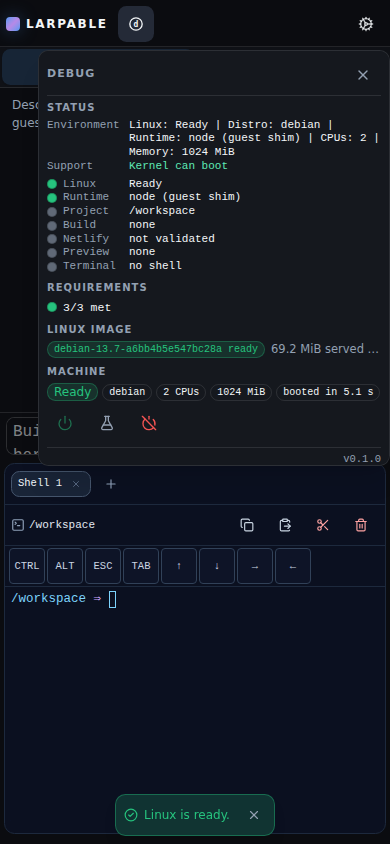 LARPABLE
DEBUG
Desc
gues
STATUS
Environment Linux: Ready | Distro: debian |
Runtime: node (guest shim) | CPUs: 2 |
Memory: 1024 MiB
Support Kernel can boot
Linux Ready
Runtime node (guest shim)
Project /workspace
Build none
Netlify not validated
Preview none
Terminal no shell
REQUIREMENTS
3/3 met
LINUX IMAGE
debian-13.7-a6bb4b5e547bc28a ready 69.2 MiB served ...
MACHINE
Ready debian 2 CPUs 1024 MiB booted in 5.1 s
Bui
v0.1.0
Shell 1 × +
/workspace
CTRL ALT ESC TAB ↑ ↓ → ←
/workspace ⇒
Linux is ready.